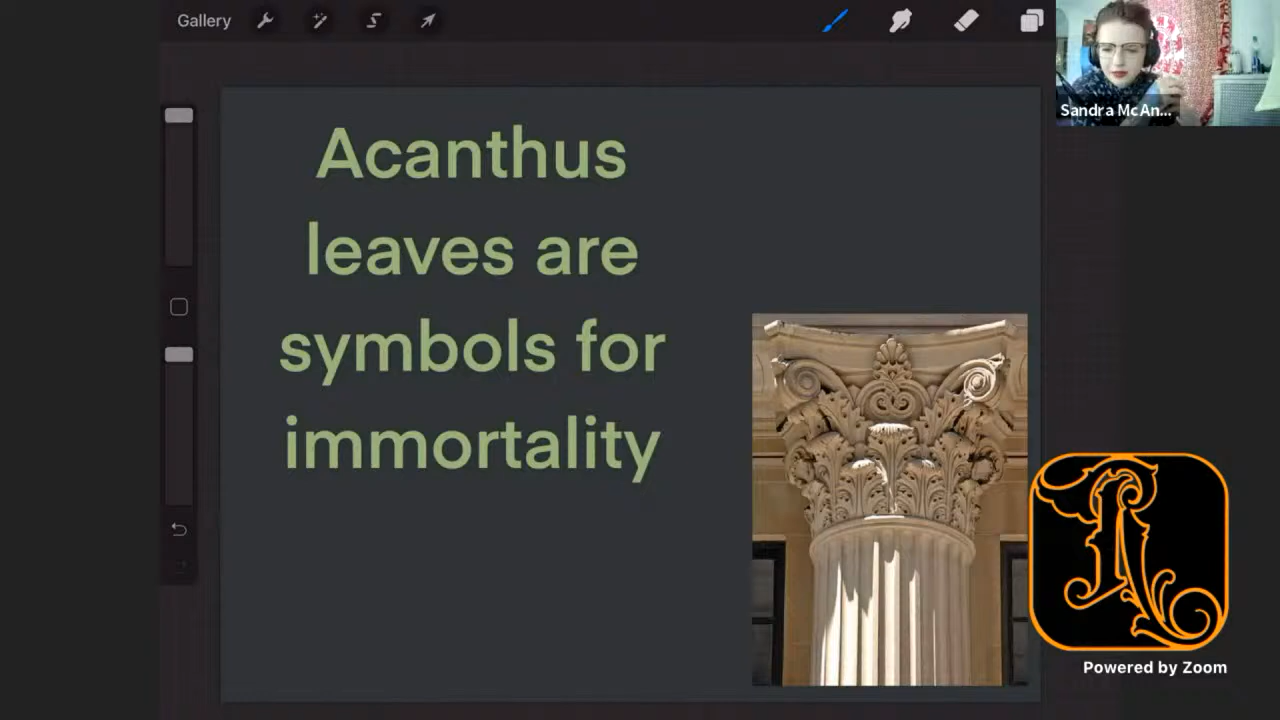 Gallery
Sandra McAn...
Acanthus
leaves are
symbols for
immortality
Powered by Zoom